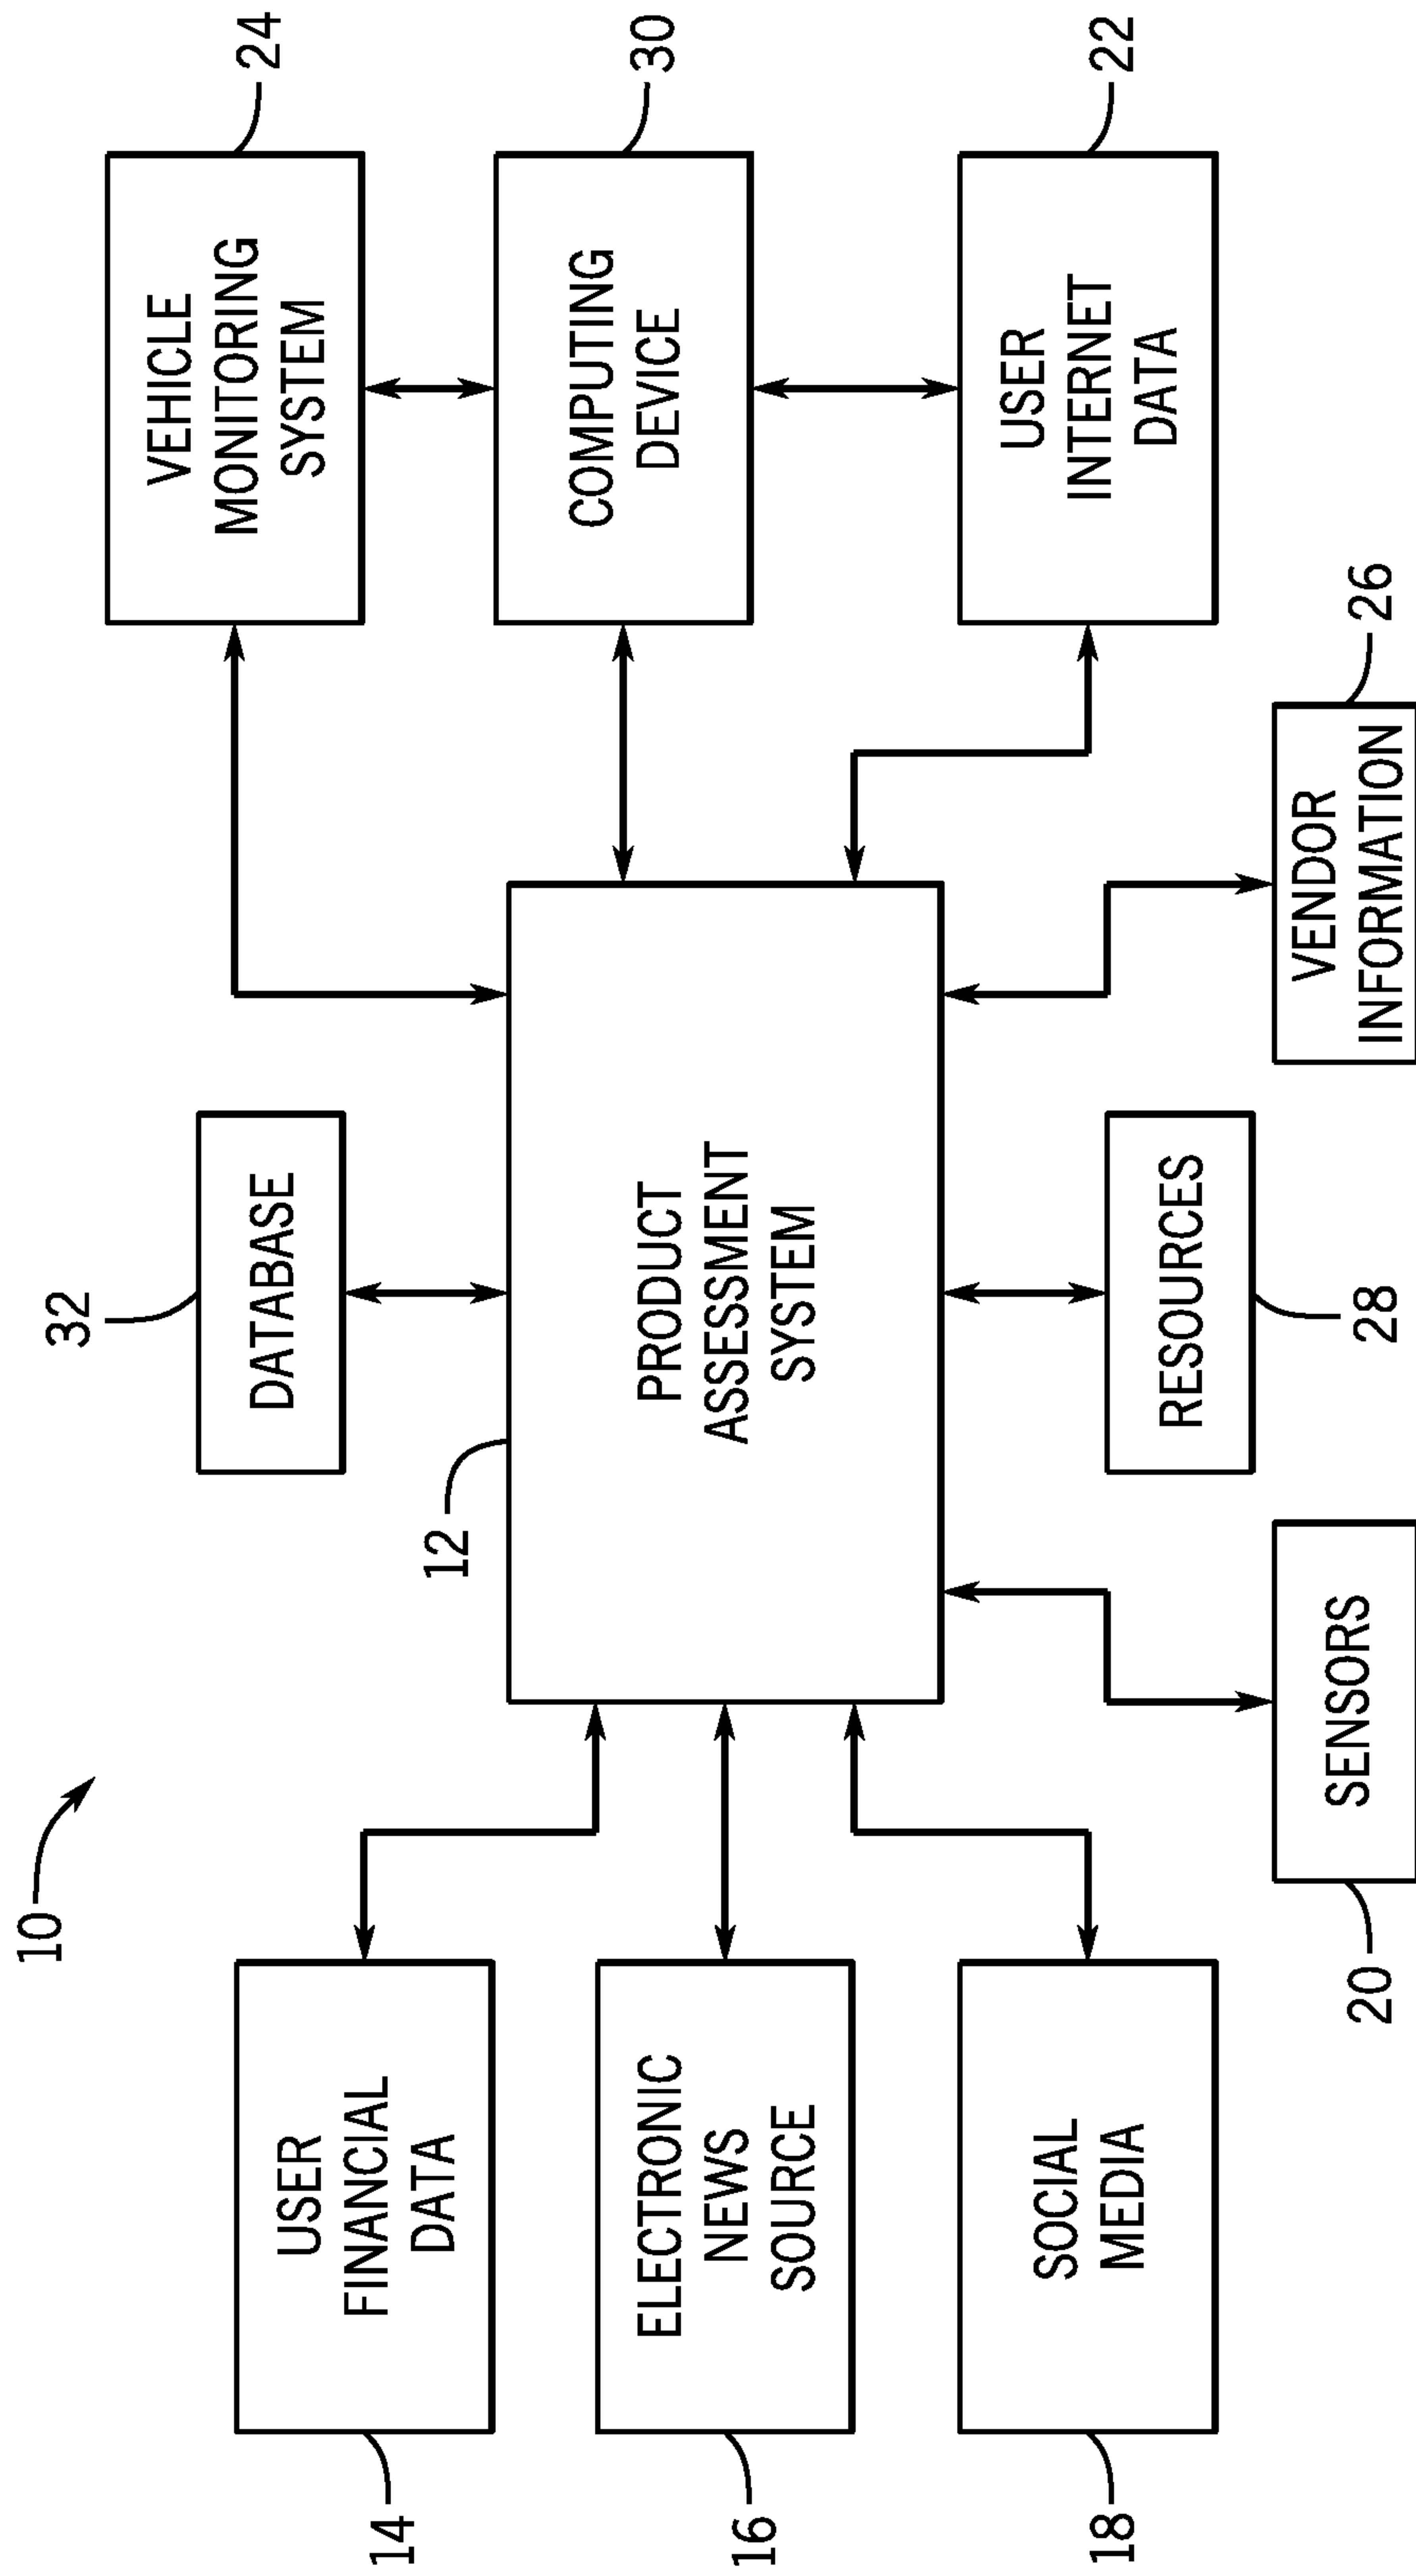 10
32
DATABASE
24
VEHICLE
MONITORING
SYSTEM
14
USER
FINANCIAL
DATA
12
PRODUCT
ASSESSMENT
SYSTEM
30
COMPUTING
DEVICE
16
ELECTRONIC
NEWS
SOURCE
18
SOCIAL
MEDIA
22
USER
INTERNET
DATA
20
SENSORS
RESOURCES
28
26
VENDOR
INFORMATION